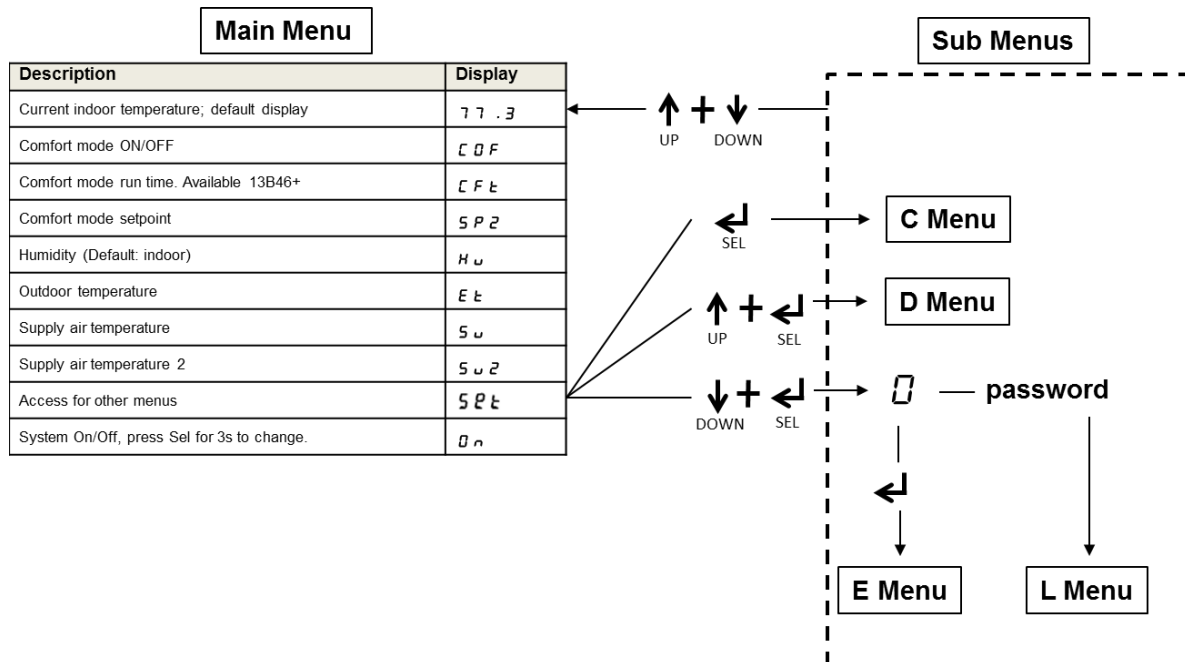 Main Menu
Sub Menus
Description Display
Current indoor temperature; default display 77.3
Comfort mode ON/OFF COF
Comfort mode run time. Available 13B46+ CFt
Comfort mode setpoint SP2
Humidity (Default: indoor) Hu
Outdoor temperature Et
Supply air temperature Su
Supply air temperature 2 Su2
Access for other menus SEt
System On/Off, press Sel for 3s to change. On
+
UP DOWN
SEL
C Menu
+
UP SEL
D Menu
+
DOWN SEL
0 — password
E Menu
L Menu